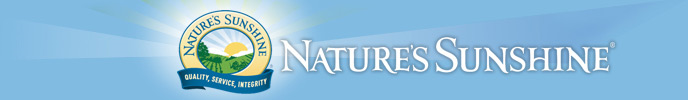 NATURE'S SUNSHINE
QUALITY, SERVICE, INTEGRITY
NATURE'S SUNSHINE®